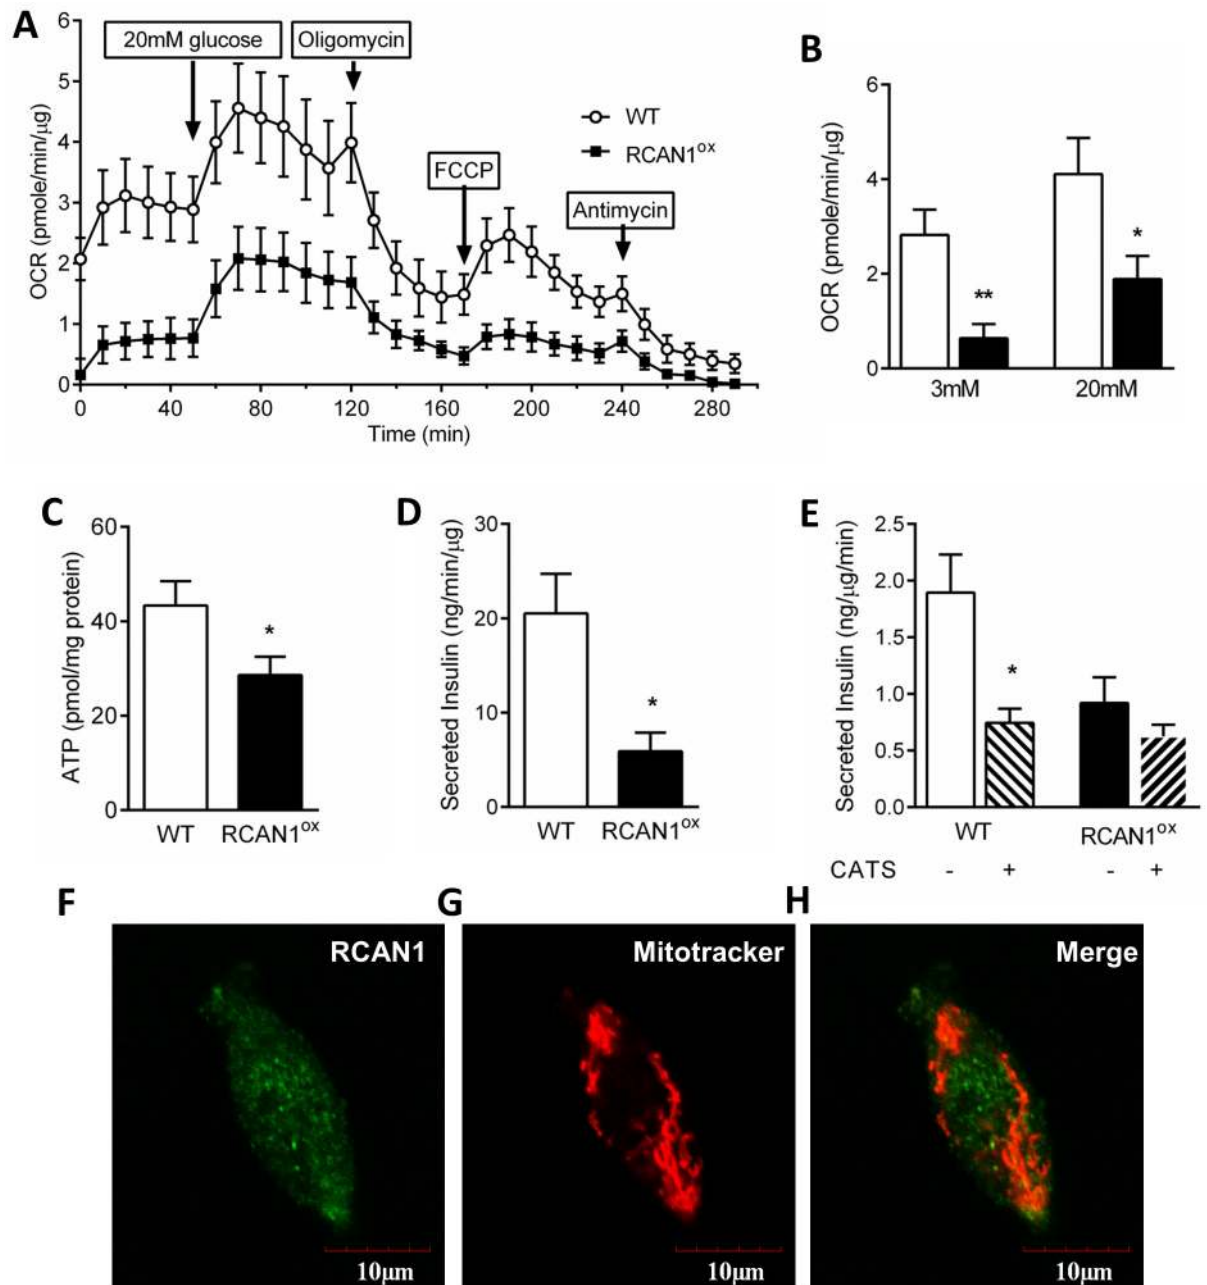 A
6
5
4
3
2
1
0
OCR (pmole/min/μg)
20mM glucose
Oligomycin
FCCP
Antimycin
WT
RCAN1ox
0 40 80 120 160 200 240 280
Time (min)
B
6
4
2
0
OCR (pmole/min/μg)
**
*
3mM 20mM
C
60
40
20
0
ATP (pmol/mg protein)
*
WT RCAN1ox
D
30
20
10
0
Secreted Insulin (ng/min/μg)
*
WT RCAN1ox
E
2.5
2.0
1.5
1.0
0.5
0.0
Secreted Insulin (ng/μg/min)
*
WT RCAN1ox
CATS - + - +
F
RCAN1
10μm
G
Mitotracker
10μm
H
Merge
10μm